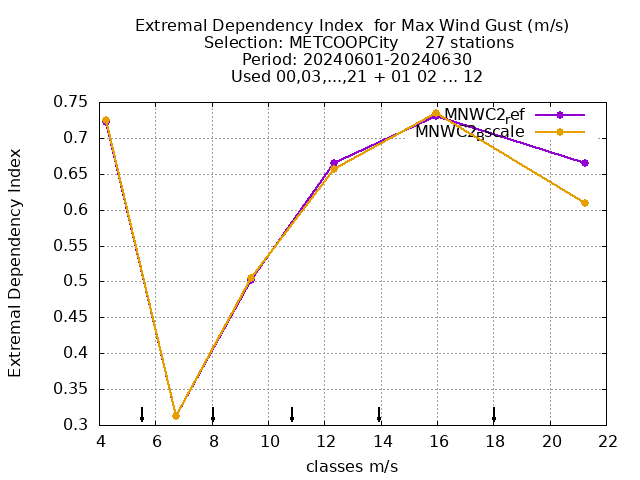 Extremal Dependency Index for Max Wind Gust (m/s)
Selection: METCOOPCity 27 stations
Period: 20240601-20240630
Used 00,03,...,21 + 01 02 ... 12
Extremal Dependency Index
0.75
0.7
0.65
0.6
0.55
0.5
0.45
0.4
0.35
0.3
MNWC2ref
MNWC2Bscale
4 6 8 10 12 14 16 18 20 22
classes m/s